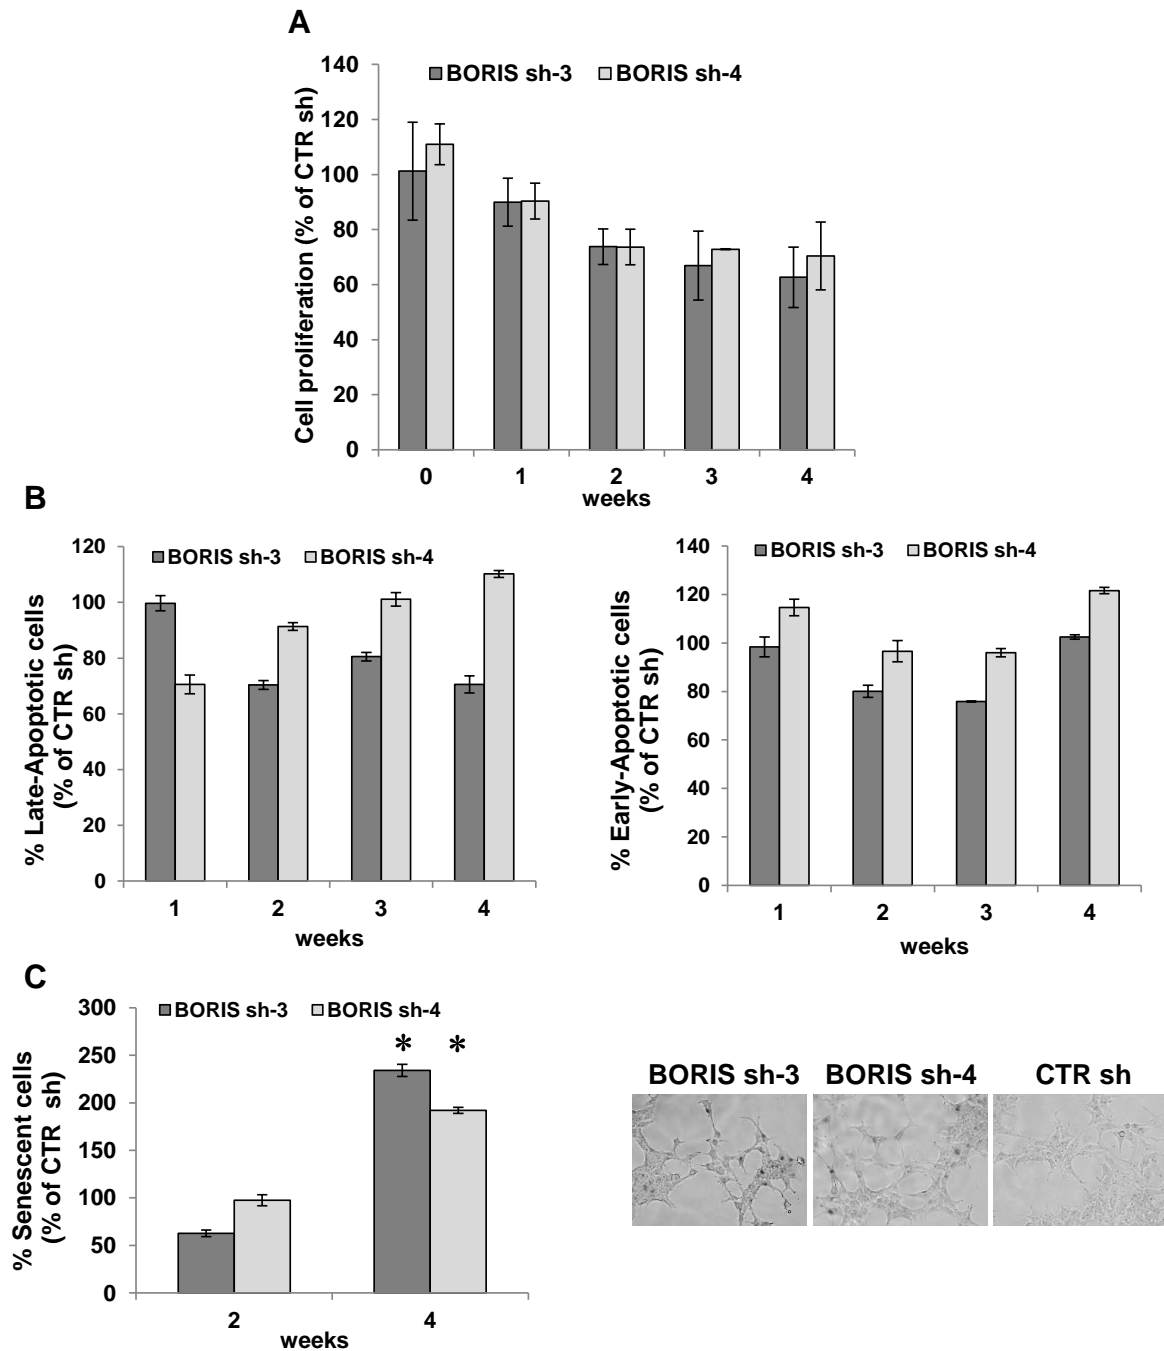 A
140
120
100
80
60
40
20
0
Cell proliferation (% of CTR sh)
BORIS sh-3 BORIS sh-4
0 1 2 3 4
weeks
B
120
100
80
60
40
20
0
% Late-Apoptotic cells
(% of CTR sh)
BORIS sh-3 BORIS sh-4
1 2 3 4
weeks
140
120
100
80
60
40
20
0
% Early-Apoptotic cells
(% of CTR sh)
BORIS sh-3 BORIS sh-4
1 2 3 4
weeks
C
300
250
200
150
100
50
0
% Senescent cells
(% of CTR sh)
BORIS sh-3 BORIS sh-4
* *
2 4
weeks
BORIS sh-3 BORIS sh-4 CTR sh